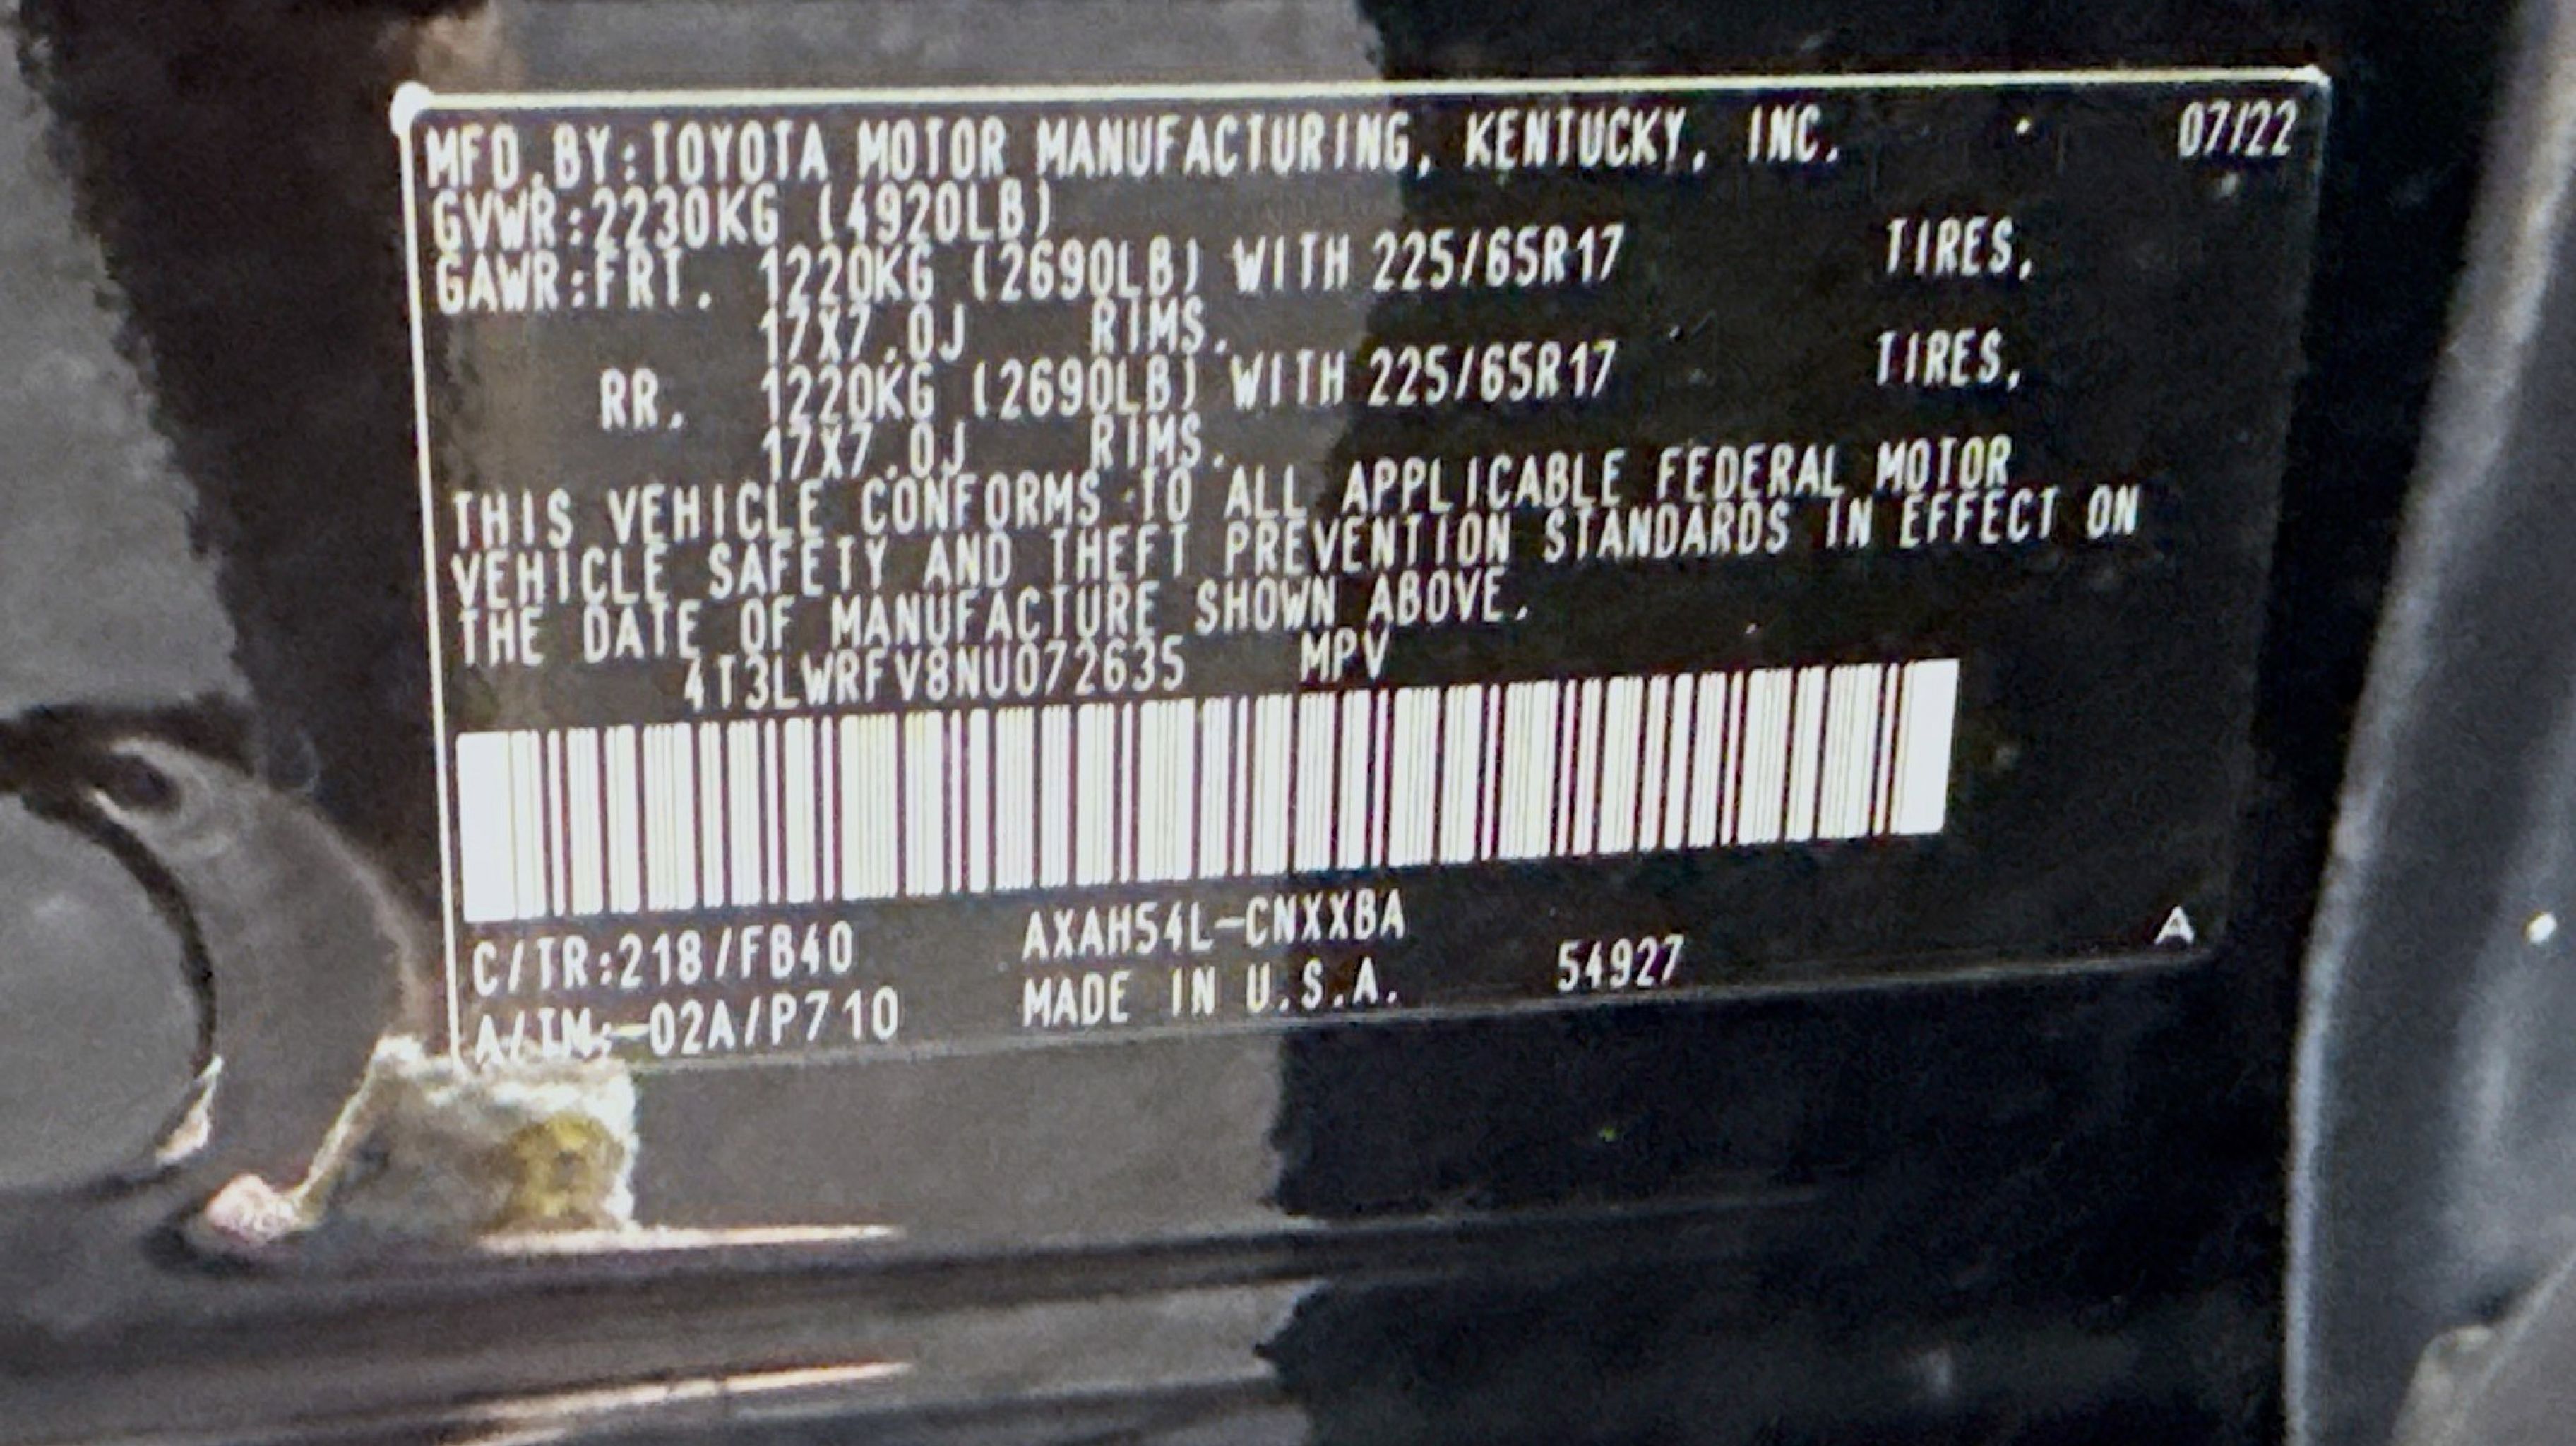 MFD.BY:TOYOTA MOTOR MANUFACTURING, KENTUCKY, INC. 07/22
GVWR:2230KG (4920LB)
GAWR:FRT. 1220KG (2690LB) WITH 225/65R17 TIRES,
17X7.0J RIMS.
RR. 1220KG (2690LB) WITH 225/65R17 TIRES,
17X7.0J RIMS.
THIS VEHICLE CONFORMS TO ALL APPLICABLE FEDERAL MOTOR
VEHICLE SAFETY AND THEFT PREVENTION STANDARDS IN EFFECT ON
THE DATE OF MANUFACTURE SHOWN ABOVE.
4T3LWRFV8NU072635 MPV
C/TR:218/FB40 AXAH54L-CNXXBA
A/TM:-02A/P710 MADE IN U.S.A. 54927 A